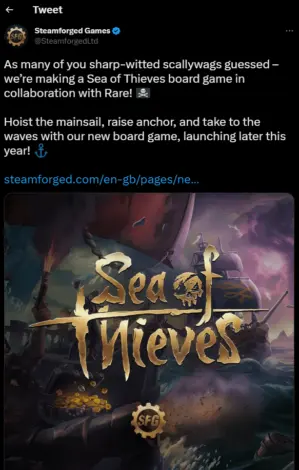 Tweet
Steamforged Games
@SteamforgedLtd
As many of you sharp-witted scallywags guessed –
we're making a Sea of Thieves board game in
collaboration with Rare! 🏴‍☠️
Hoist the mainsail, raise anchor, and take to the
waves with our new board game, launching later this
year! ⚓
steamforged.com/en-gb/pages/ne...
Sea of
Thieves
SFG